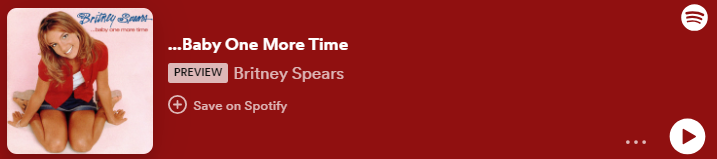 Britney Spears
...baby one more time
...Baby One More Time
PREVIEW Britney Spears
Save on Spotify